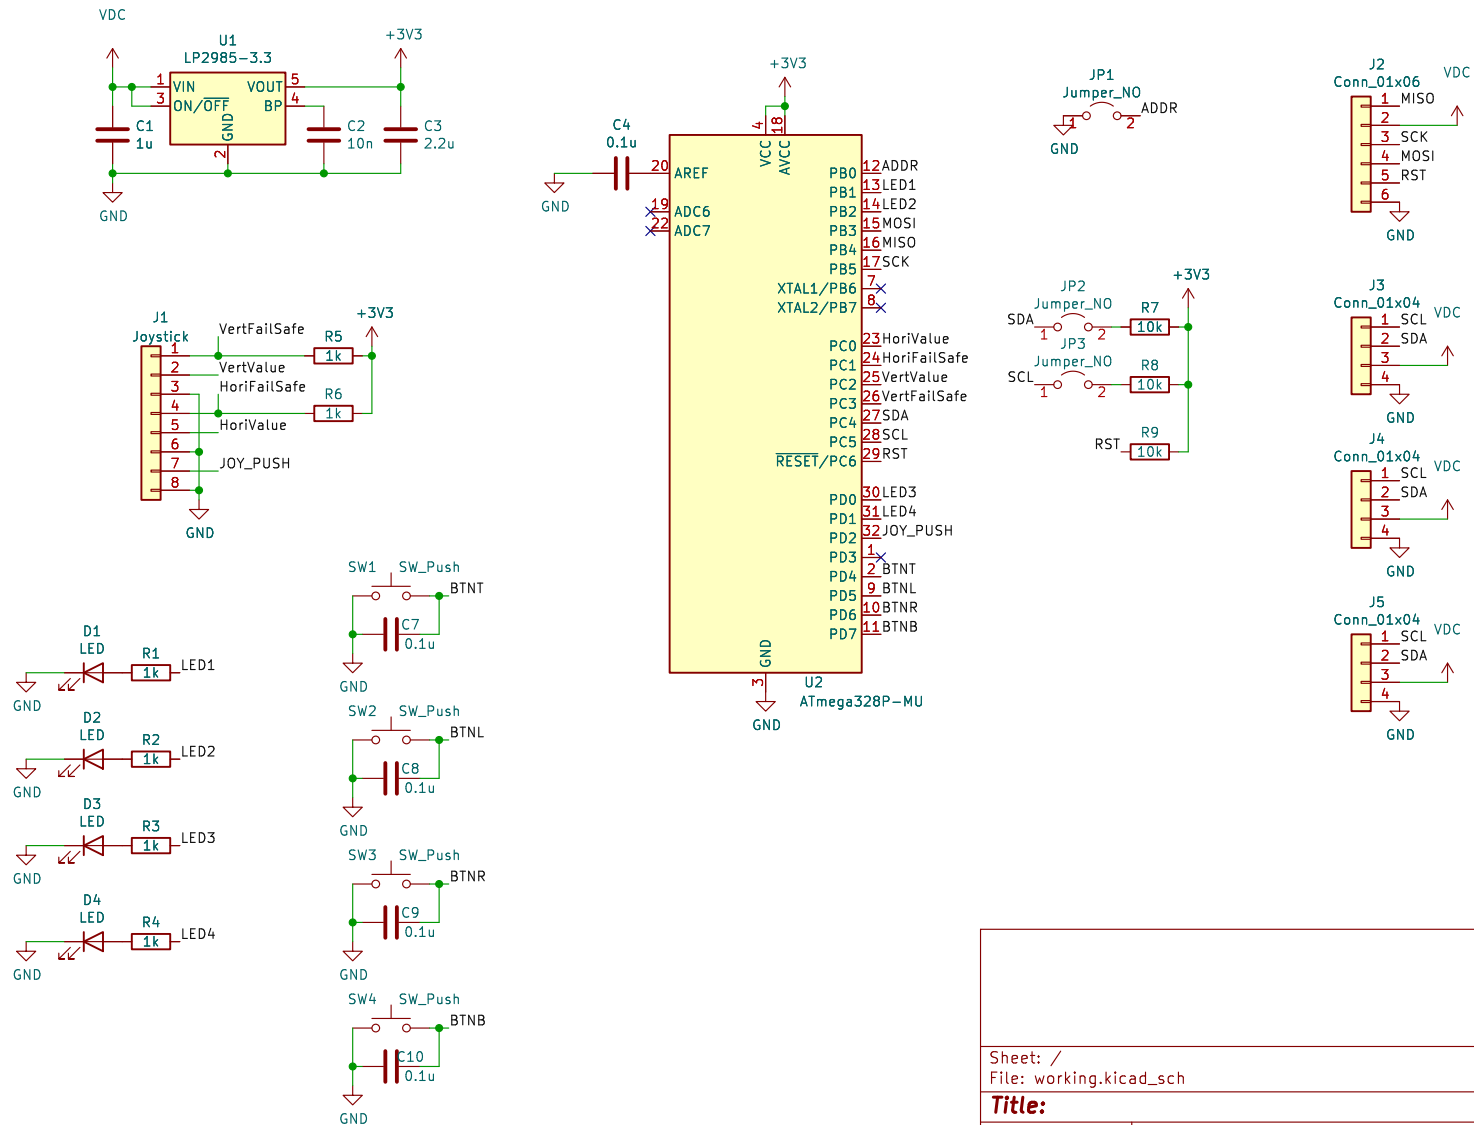 VDC
U1
LP2985-3.3
+3V3
1 VIN
VOUT 5
3 ON/OFF
BP 4
GND
2
C1
1u
C2
10n
C3
2.2u
GND
J1
Joystick
1
2
3
4
5
6
7
8
VertFailSafe
VertValue
HoriFailSafe
HoriValue
JOY_PUSH
R5
1k
R6
1k
+3V3
GND
D1
LED
R1
1k
LED1
GND
D2
LED
R2
1k
LED2
GND
D3
LED
R3
1k
LED3
GND
D4
LED
R4
1k
LED4
GND
SW1 SW_Push
BTNT
C7
0.1u
GND
SW2 SW_Push
BTNL
C8
0.1u
GND
SW3 SW_Push
BTNR
C9
0.1u
GND
SW4 SW_Push
BTNB
C10
0.1u
GND
+3V3
C4
0.1u
GND
4
18
VCC
AVCC
20 AREF
19 ADC6
22 ADC7
PB0 12 ADDR
PB1 13 LED1
PB2 14 LED2
PB3 15 MOSI
PB4 16 MISO
PB5 17 SCK
XTAL1/PB6 7
XTAL2/PB7 8
PC0 23 HoriValue
PC1 24 HoriFailSafe
PC2 25 VertValue
PC3 26 VertFailSafe
PC4 27 SDA
PC5 28 SCL
RESET/PC6 29 RST
PD0 30 LED3
PD1 31 LED4
PD2 32 JOY_PUSH
PD3 1
PD4 2 BTNT
PD5 9 BTNL
PD6 10 BTNR
PD7 11 BTNB
GND
3
U2
ATmega328P-MU
GND
JP1
Jumper_NO
ADDR
1 2
GND
JP2
Jumper_NO
SDA
1 2
R7
10k
+3V3
JP3
Jumper_NO
SCL
1 2
R8
10k
RST
R9
10k
J2
Conn_01x06
VDC
1 MISO
2
3 SCK
4 MOSI
5 RST
6
GND
J3
Conn_01x04
VDC
1 SCL
2 SDA
3
4
GND
J4
Conn_01x04
VDC
1 SCL
2 SDA
3
4
GND
J5
Conn_01x04
VDC
1 SCL
2 SDA
3
4
GND
Sheet: /
File: working.kicad_sch
Title: